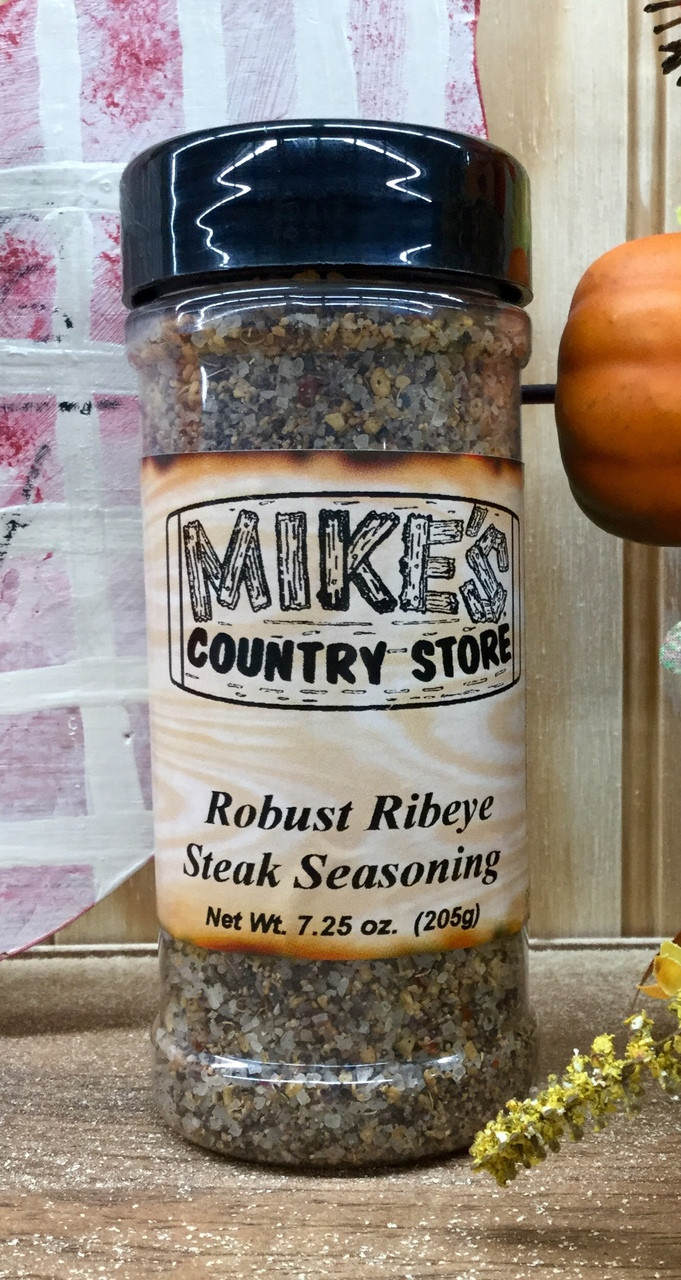 MIKE'S
COUNTRY STORE
Robust Ribeye
Steak Seasoning
Net Wt. 7.25 oz. (205g)